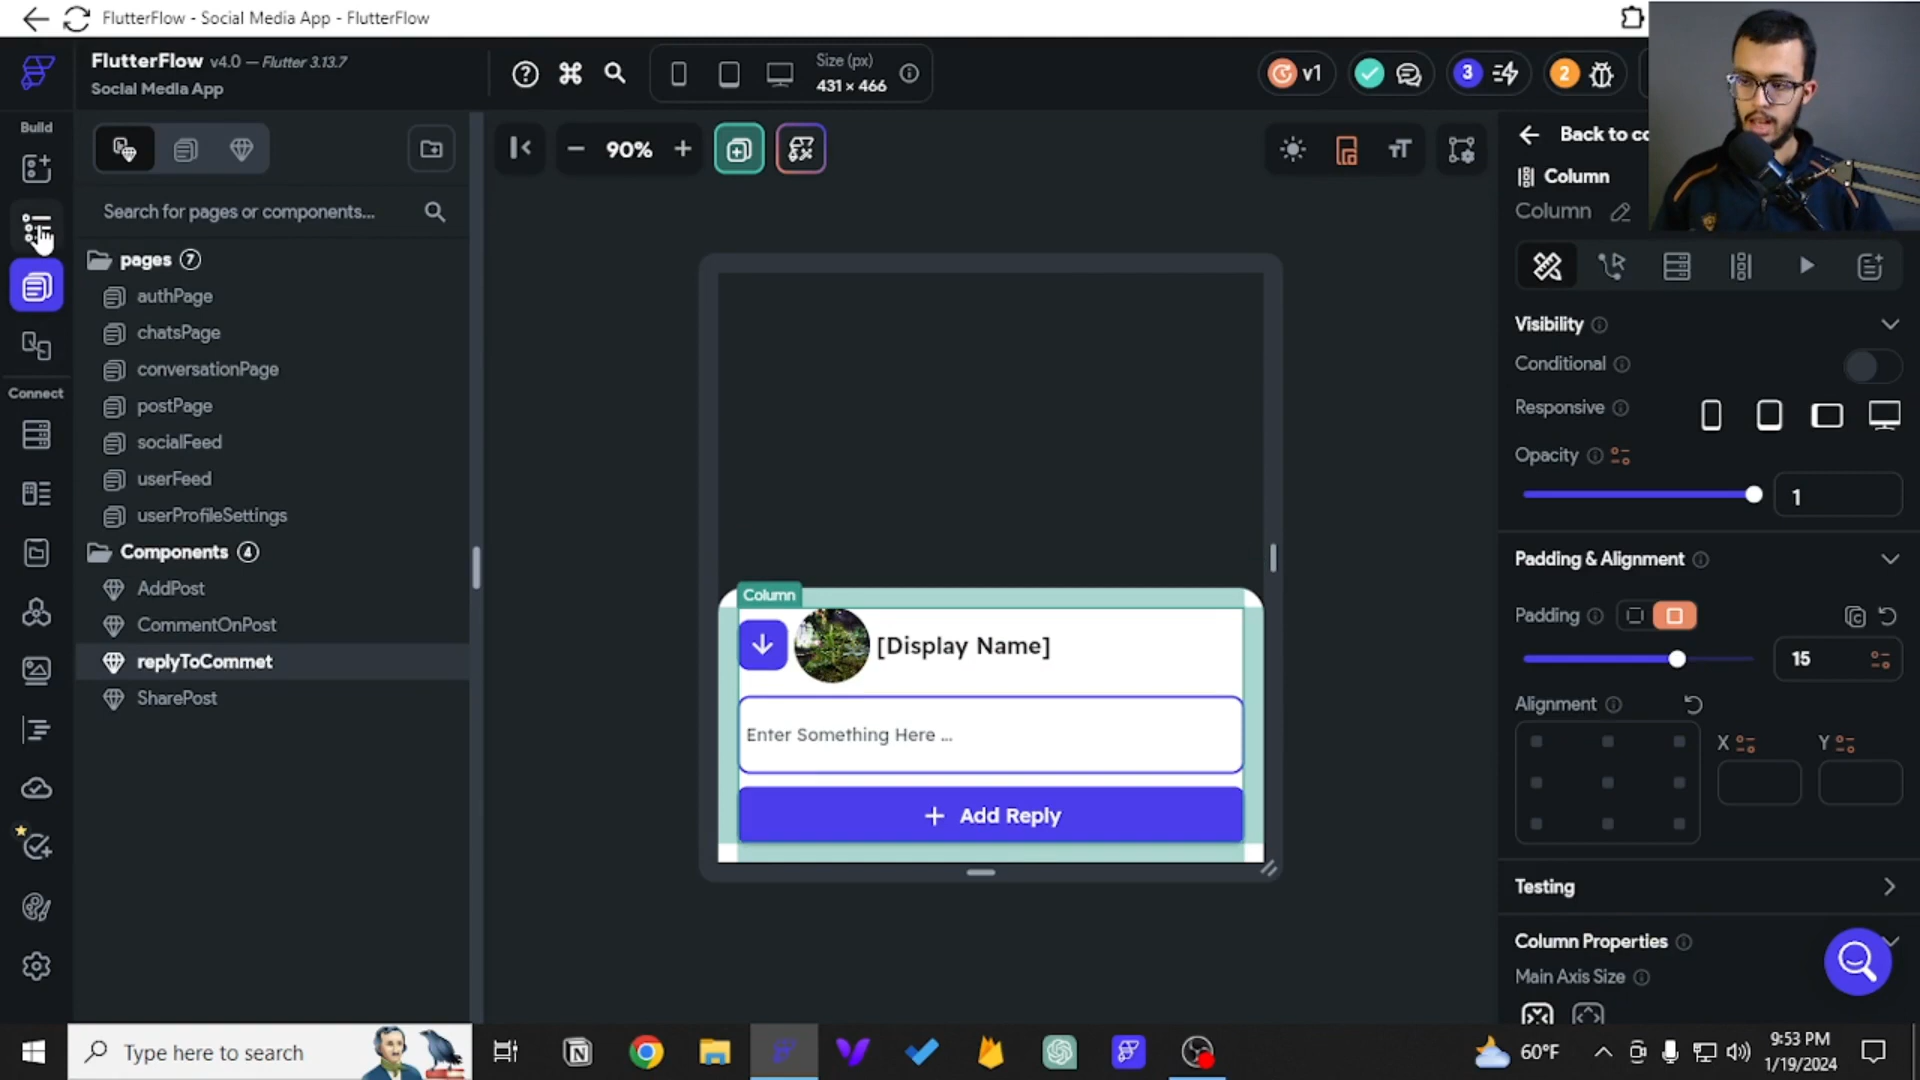 FlutterFlow - Social Media App - FlutterFlow
FlutterFlow v4.0 — Flutter 3.13.7
Social Media App
Size (px)
431 × 466
v1
3
2
Build
90%
Back to co
Search for pages or components...
Column
Column
pages 7
authPage
chatsPage
conversationPage
postPage
socialFeed
userFeed
userProfileSettings
Connect
Components 4
AddPost
CommentOnPost
replyToCommet
SharePost
Column
[Display Name]
Enter Something Here ...
+ Add Reply
Visibility
Conditional
Responsive
Opacity
1
Padding & Alignment
Padding
15
Alignment
X
Y
Testing
Column Properties
Main Axis Size
Type here to search
60°F
9:53 PM
1/19/2024